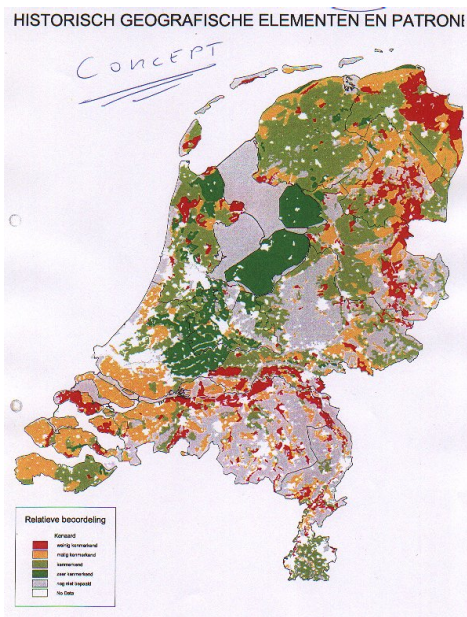 HISTORISCH GEOGRAFISCHE ELEMENTEN EN PATRONE
CONCEPT
Relatieve beoordeling
Kenaard
weinig kenmerkend
matig kenmerkend
kenmerkend
zeer kenmerkend
nog niet bepaald
No Data